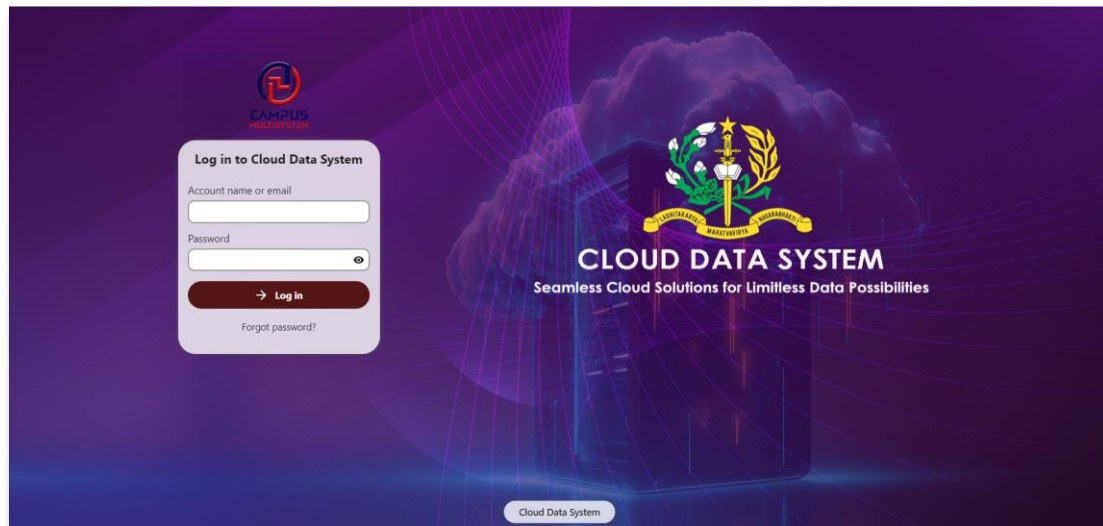 CAMPUS
MULTISYSTEM
Log in to Cloud Data System
Account name or email
Password
Log in
Forgot password?
LAGHITAKARYA MAHATVAVIRYA NAGARABHAKTI
CLOUD DATA SYSTEM
Seamless Cloud Solutions for Limitless Data Possibilities
Cloud Data System